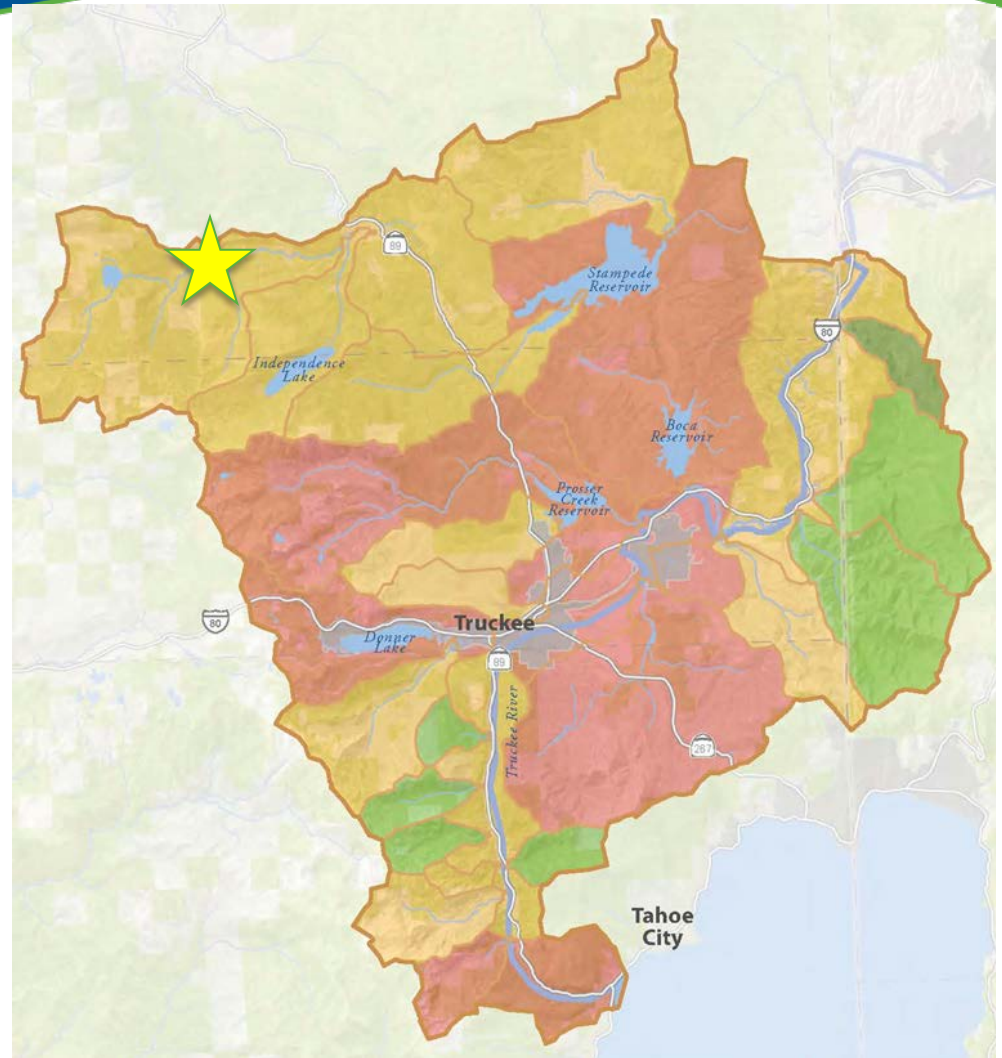 89
Stampede
Reservoir
80
Independence
Lake
Boca
Reservoir
Prosser
Creek
Reservoir
80
Truckee
Donner
Lake
89
Truckee River
267
Tahoe
City